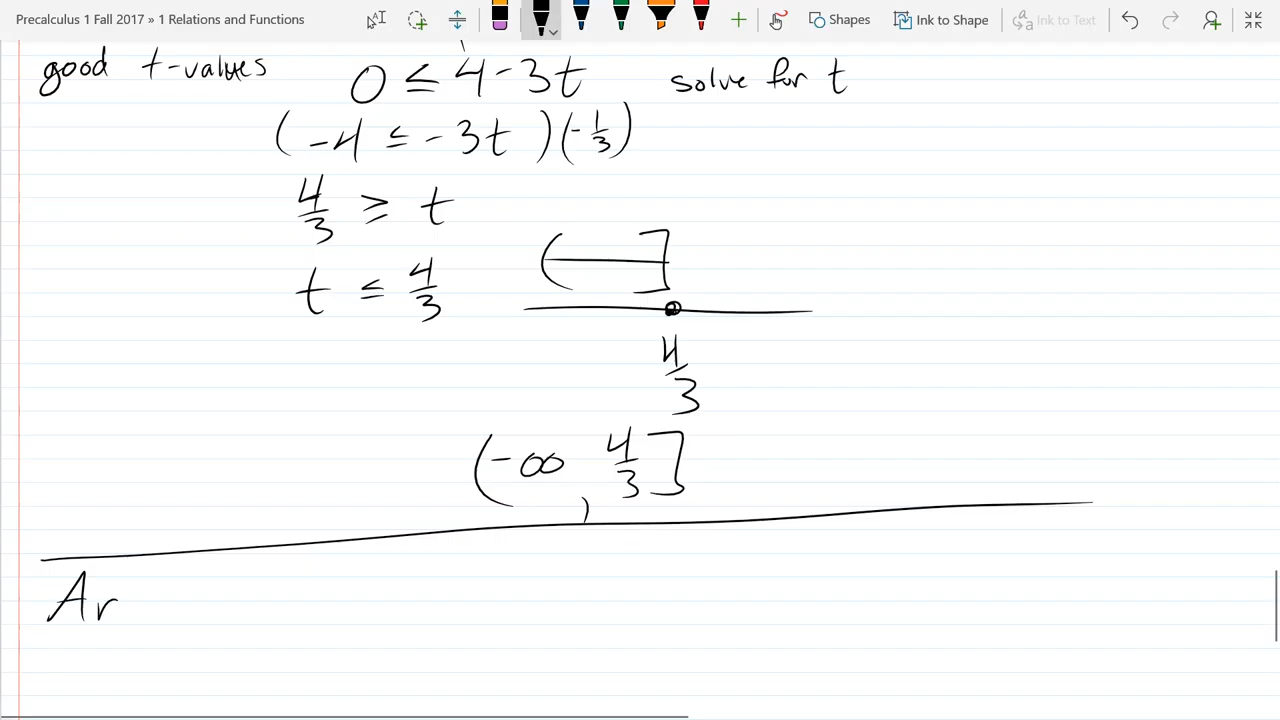 Precalculus 1 Fall 2017 » 1 Relations and Functions
Shapes
Ink to Shape
Ink to Text
good t-values 0 ≤ 4 - 3t solve for t
(-4 ≤ -3t)(-1/3)
4/3 ≥ t
t ≤ 4/3
4/3
(-∞, 4/3]
Ar